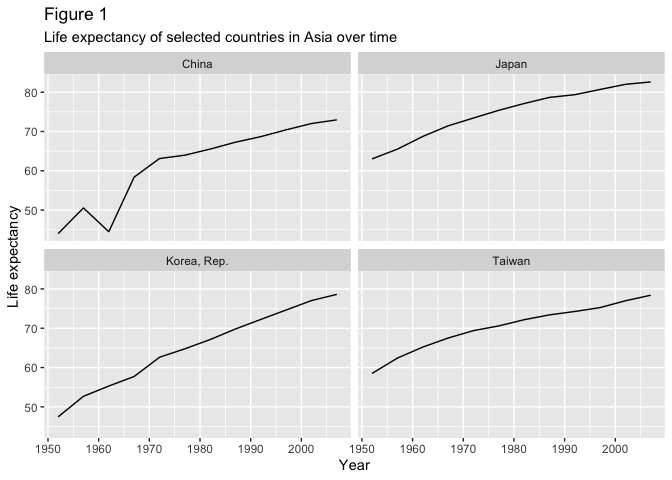 Figure 1
Life expectancy of selected countries in Asia over time
China
Japan
80
70
60
50
Korea, Rep.
Taiwan
80
70
60
50
Life expectancy
1950 1960 1970 1980 1990 2000 1950 1960 1970 1980 1990 2000
Year